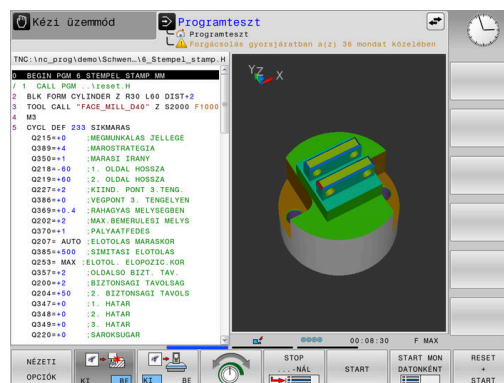 Kézi üzemmód
Programteszt
Programteszt
Forgácsolás gyorsjáratban a(z) 36 mondat közelében
TNC:\nc_prog\demo\Schwen…\6_Stempel_stamp.H
0 BEGIN PGM 6_STEMPEL_STAMP MM
/ 1 CALL PGM ..\reset.H
2 BLK FORM CYLINDER Z R30 L60 DIST+2
3 TOOL CALL "FACE_MILL_D40" Z S2000 F1000
4 M3
5 CYCL DEF 233 SIKMARAS
Q215=+0 ;MEGMUNKALAS JELLEGE
Q389=+4 ;MAROSTRATEGIA
Q350=+1 ;MARASI IRANY
Q218=-60 ;1. OLDAL HOSSZA
Q219=+60 ;2. OLDAL HOSSZA
Q227=+2 ;KIIND. PONT 3.TENG.
Q386=+0 ;VEGPONT 3. TENGELYEN
Q369=+0.4 ;RAHAGYAS MELYSEGBEN
Q202=+2 ;MAX.BEMERULESI MELYS
Q370=+1 ;PALYAATFEDES
Q207= AUTO ;ELOTOLAS MARASKOR
Q385=+500 ;SIMITASI ELOTOLAS
Q253= MAX ;ELOTOL. ELOPOZIC.KOR
Q357=+2 ;OLDALSO BIZT. TAV.
Q200=+2 ;BIZTONSAGI TAVOLSAG
Q204=+50 ;2. BIZTONSAGI TAVOLS
Q347=+0 ;1. HATAR
Q348=+0 ;2. HATAR
Q349=+0 ;3. HATAR
Q220=+0 ;SAROKSUGAR
YZ X
00:08:30 F MAX
NÉZETI
OPCIÓK
KI BE
KI BE
STOP
...-NÁL
START
START MON
DATONKÉNT
RESET
+
START